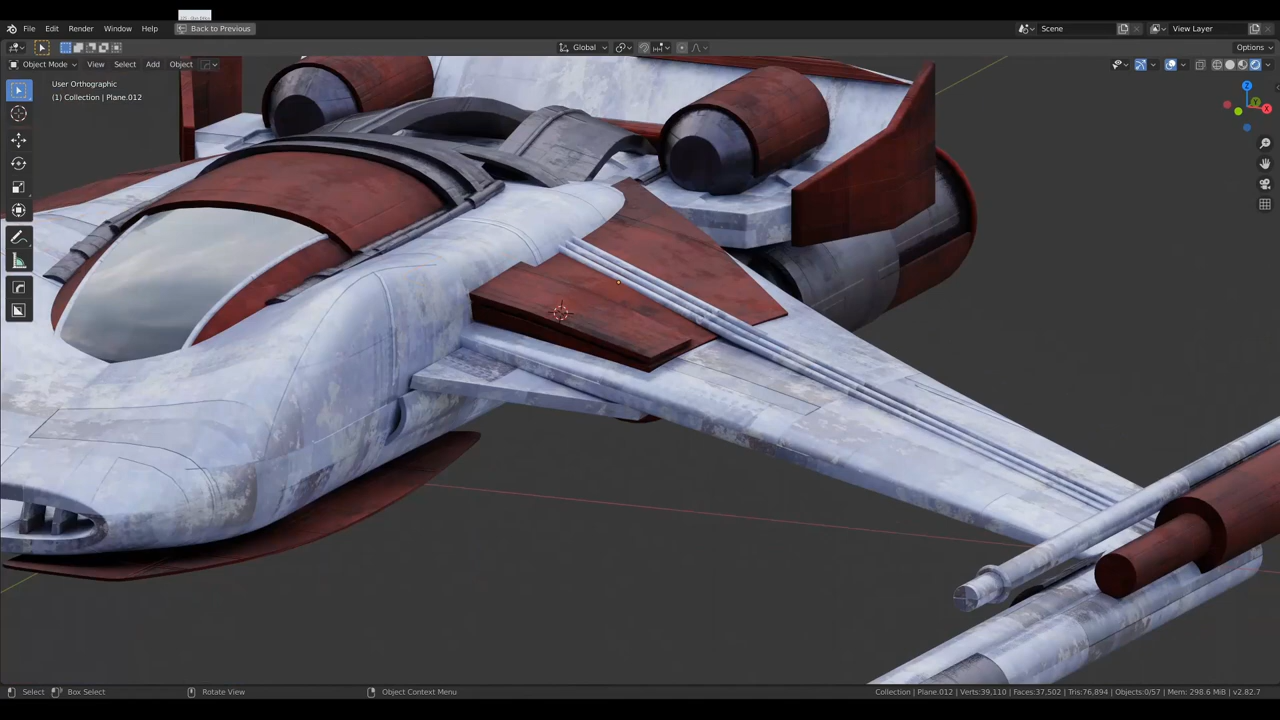 File Edit Render Window Help Back to Previous Scene View Layer
Global Options
Object Mode View Select Add Object
User Orthographic
(1) Collection | Plane.012
Z
Y
X
Select Box Select Rotate View Object Context Menu Collection | Plane.012 | Verts:39,110 | Faces:37,502 | Tris:76,894 | Objects:0/57 | Mem: 298.6 MiB | v2.82.7